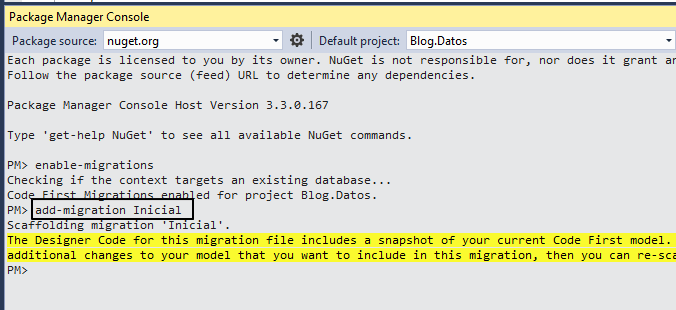 Package Manager Console
Package source: nuget.org Default project: Blog.Datos
Each package is licensed to you by its owner. NuGet is not responsible for, nor does it grant an
Follow the package source (feed) URL to determine any dependencies.
Package Manager Console Host Version 3.3.0.167
Type 'get-help NuGet' to see all available NuGet commands.
PM> enable-migrations
Checking if the context targets an existing database...
Code First Migrations enabled for project Blog.Datos.
PM> add-migration Inicial
Scaffolding migration 'Inicial'.
The Designer Code for this migration file includes a snapshot of your current Code First model.
additional changes to your model that you want to include in this migration, then you can re-sca
PM>